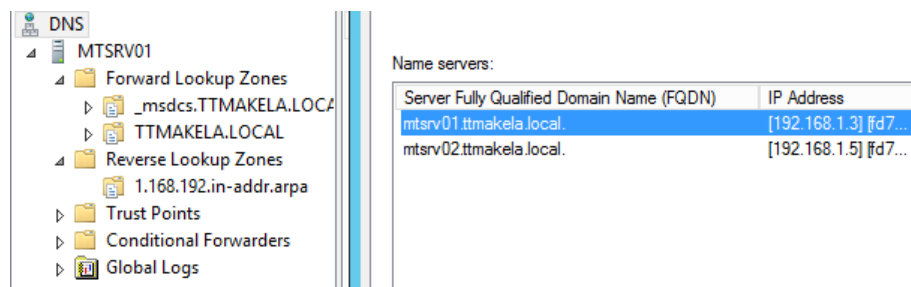 DNS
MTSRV01
Forward Lookup Zones
_msdcs.TTMAKELA.LOCA
TTMAKELA.LOCAL
Reverse Lookup Zones
1.168.192.in-addr.arpa
Trust Points
Conditional Forwarders
Global Logs
Name servers:
Server Fully Qualified Domain Name (FQDN) IP Address
mtsrv01.ttmakela.local. [192.168.1.3] [fd7...
mtsrv02.ttmakela.local. [192.168.1.5] [fd7...